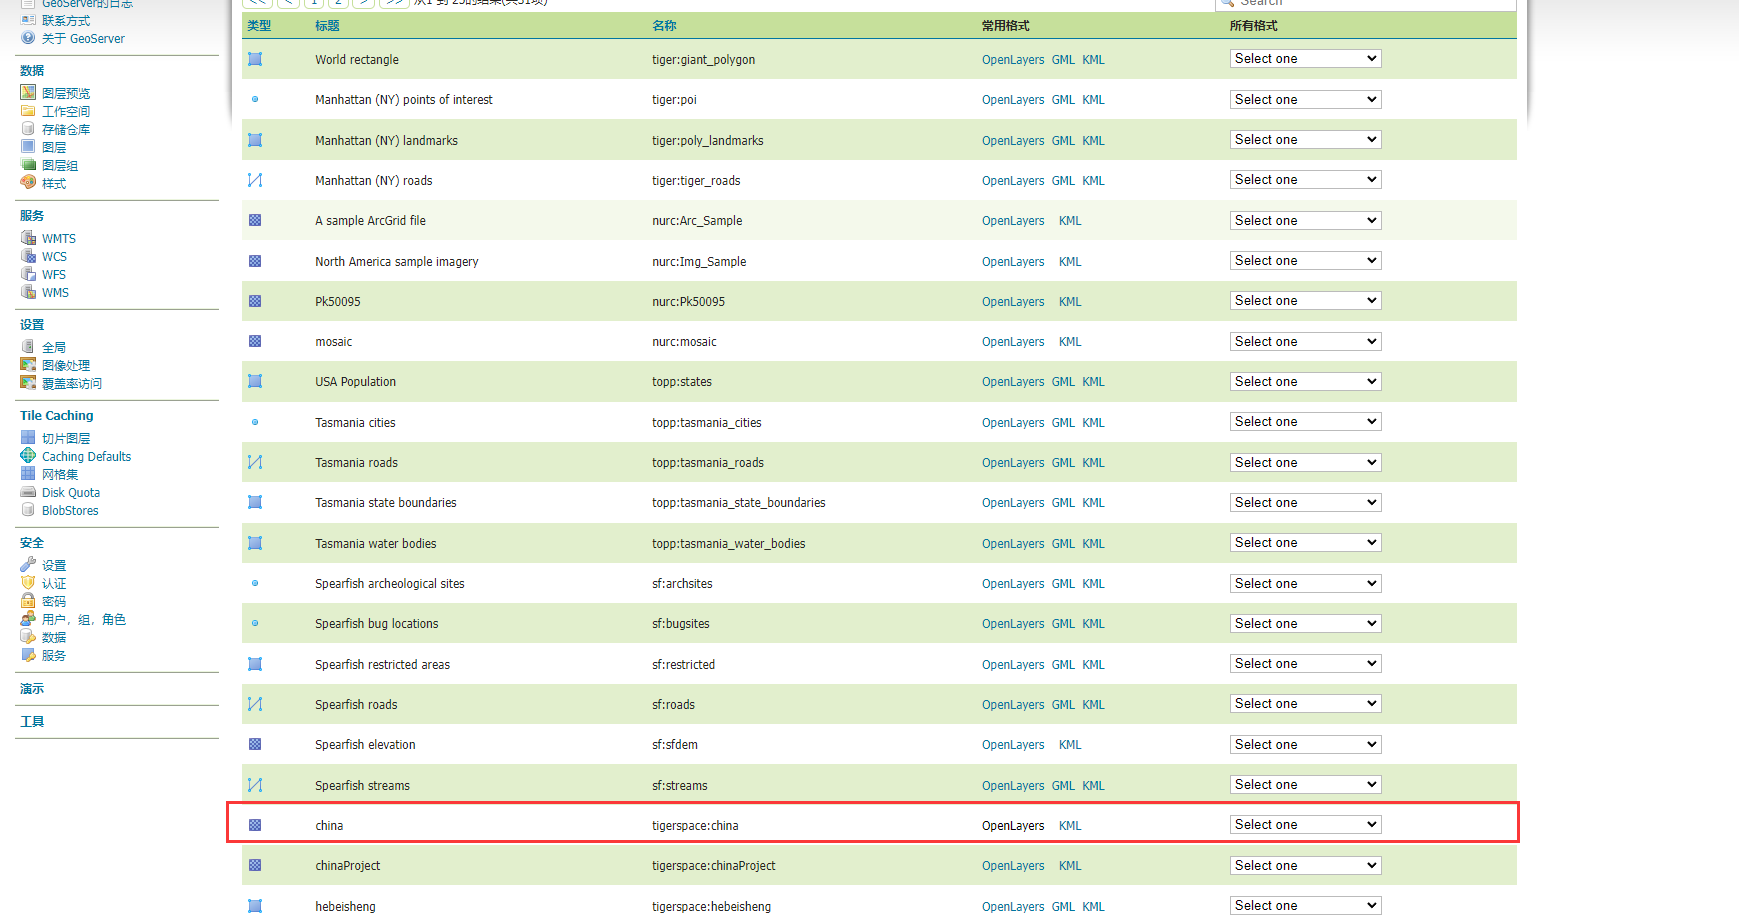 GeoServer的日志
联系方式
关于 GeoServer
数据
图层预览
工作空间
存储仓库
图层
图层组
样式
服务
WMTS
WCS
WFS
WMS
设置
全局
图像处理
覆盖率访问
Tile Caching
切片图层
Caching Defaults
网格集
Disk Quota
BlobStores
安全
设置
认证
密码
用户，组，角色
数据
服务
演示
工具
<< < 1 2 > >> 从1 到 25的结果(共31项) Search
类型 标题 名称 常用格式 所有格式
World rectangle tiger:giant_polygon OpenLayers GML KML Select one
Manhattan (NY) points of interest tiger:poi OpenLayers GML KML Select one
Manhattan (NY) landmarks tiger:poly_landmarks OpenLayers GML KML Select one
Manhattan (NY) roads tiger:tiger_roads OpenLayers GML KML Select one
A sample ArcGrid file nurc:Arc_Sample OpenLayers KML Select one
North America sample imagery nurc:Img_Sample OpenLayers KML Select one
Pk50095 nurc:Pk50095 OpenLayers KML Select one
mosaic nurc:mosaic OpenLayers KML Select one
USA Population topp:states OpenLayers GML KML Select one
Tasmania cities topp:tasmania_cities OpenLayers GML KML Select one
Tasmania roads topp:tasmania_roads OpenLayers GML KML Select one
Tasmania state boundaries topp:tasmania_state_boundaries OpenLayers GML KML Select one
Tasmania water bodies topp:tasmania_water_bodies OpenLayers GML KML Select one
Spearfish archeological sites sf:archsites OpenLayers GML KML Select one
Spearfish bug locations sf:bugsites OpenLayers GML KML Select one
Spearfish restricted areas sf:restricted OpenLayers GML KML Select one
Spearfish roads sf:roads OpenLayers GML KML Select one
Spearfish elevation sf:sfdem OpenLayers KML Select one
Spearfish streams sf:streams OpenLayers GML KML Select one
china tigerspace:china OpenLayers KML Select one
chinaProject tigerspace:chinaProject OpenLayers KML Select one
hebeisheng tigerspace:hebeisheng OpenLayers GML KML Select one